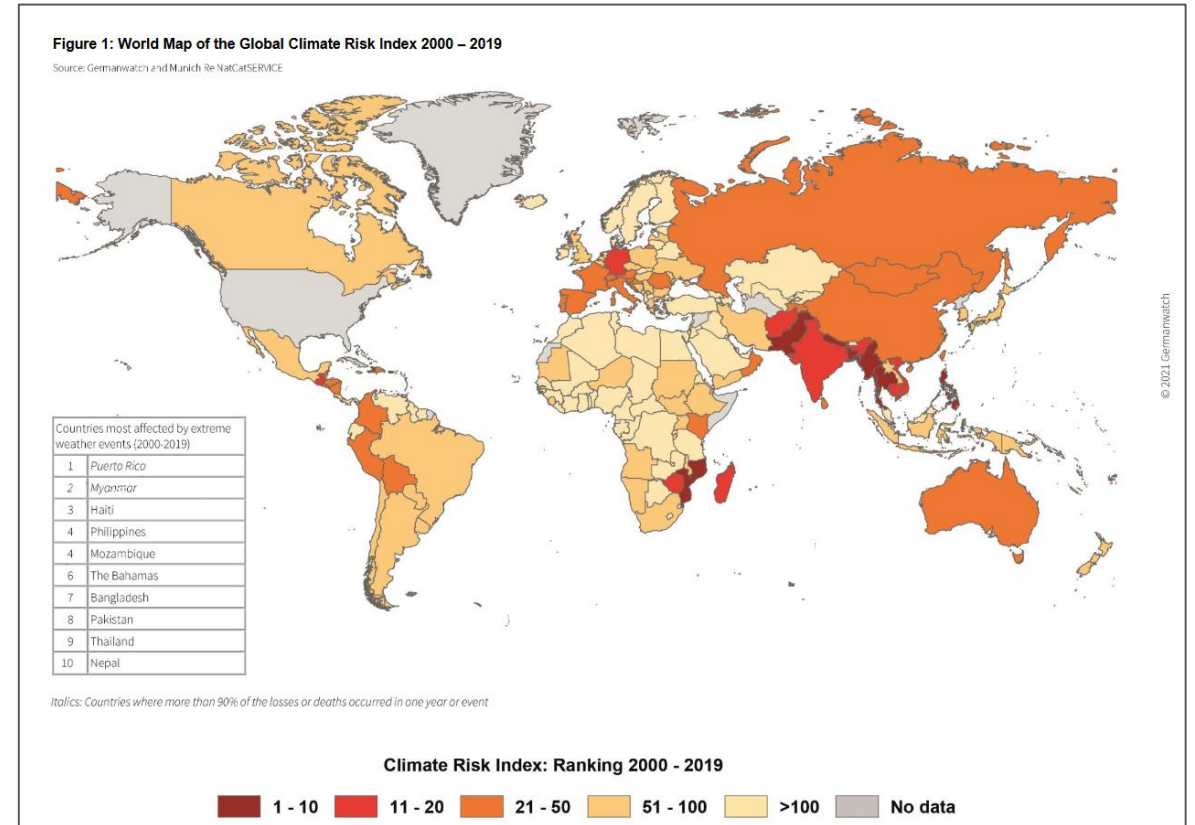 Figure 1: World Map of the Global Climate Risk Index 2000 – 2019
Source: Germanwatch and Munich Re NatCatSERVICE
© 2021 Germanwatch
Countries most affected by extreme
weather events (2000-2019)
1 Puerto Rico
2 Myanmar
3 Haiti
4 Philippines
4 Mozambique
6 The Bahamas
7 Bangladesh
8 Pakistan
9 Thailand
10 Nepal
Italics: Countries where more than 90% of the losses or deaths occurred in one year or event
Climate Risk Index: Ranking 2000 - 2019
1 - 10 11 - 20 21 - 50 51 - 100 >100 No data